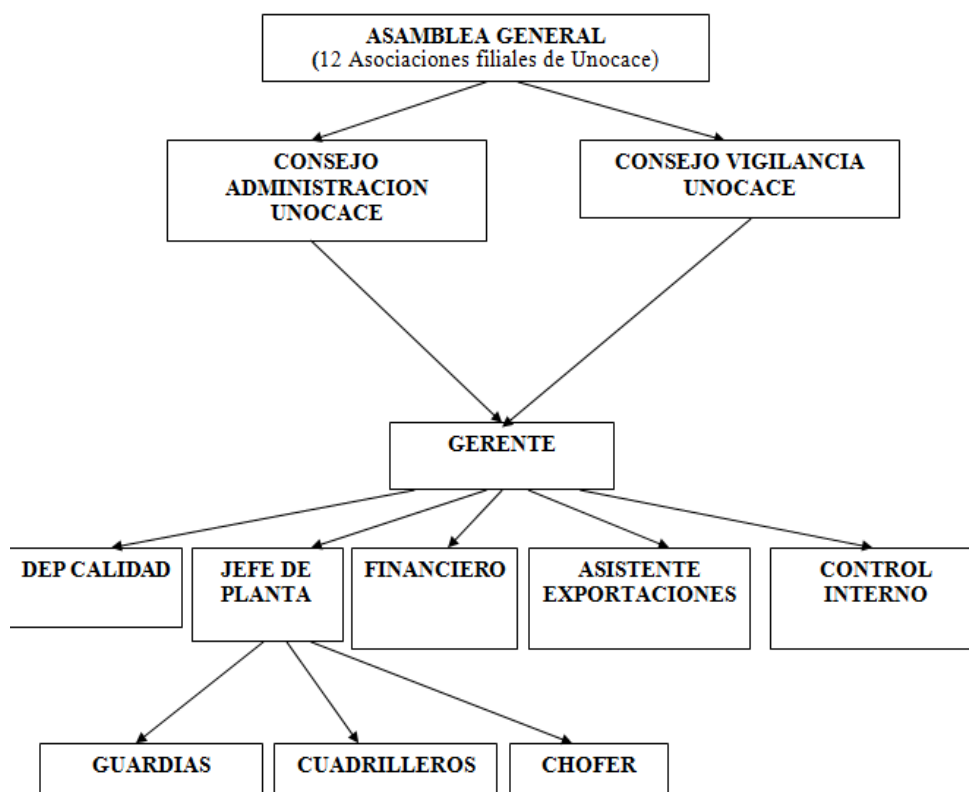 ASAMBLEA GENERAL
(12 Asociaciones filiales de Unocace)
CONSEJO
ADMINISTRACION
UNOCACE
CONSEJO VIGILANCIA
UNOCACE
GERENTE
DEP CALIDAD
JEFE DE
PLANTA
FINANCIERO
ASISTENTE
EXPORTACIONES
CONTROL
INTERNO
GUARDIAS
CUADRILLEROS
CHOFER